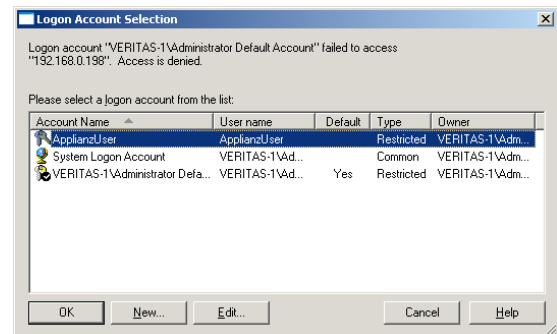 Logon Account Selection
Logon account "VERITAS-1\Administrator Default Account" failed to access
"192.168.0.198". Access is denied.
Please select a logon account from the list:
Account Name User name Default Type Owner
ApplianzUser ApplianzUser Restricted VERITAS-1\Adm...
System Logon Account VERITAS-1\Ad... Common VERITAS-1\Adm...
VERITAS-1\Administrator Defa... VERITAS-1\Ad... Yes Restricted VERITAS-1\Adm...
OK New... Edit... Cancel Help